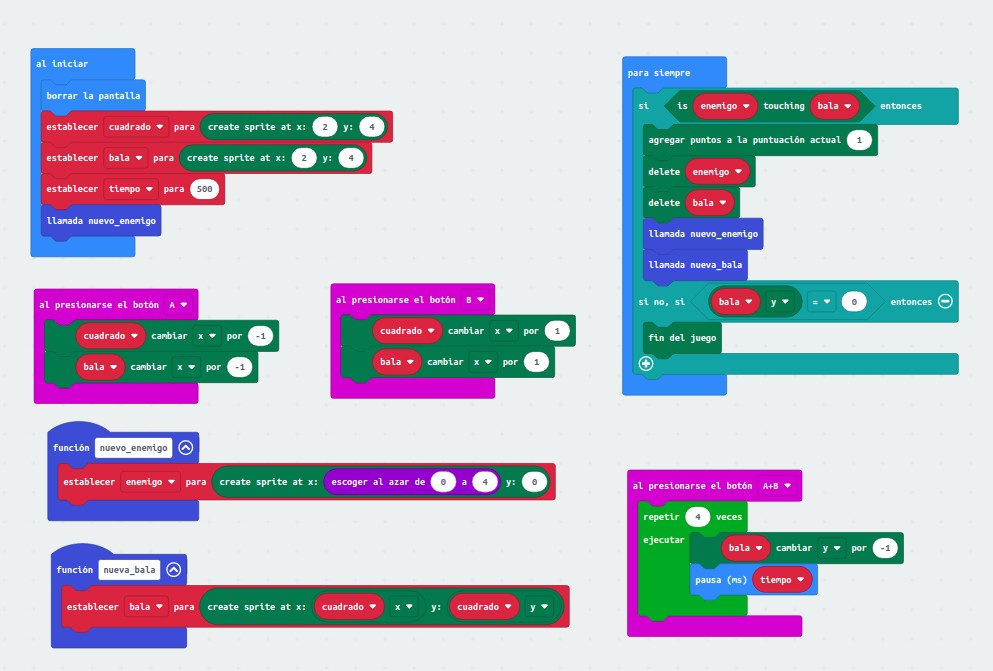 al iniciar
borrar la pantalla
establecer cuadrado para create sprite at x: 2 y: 4
establecer bala para create sprite at x: 2 y: 4
establecer tiempo para 500
llamada nuevo_enemigo
al presionarse el botón A
cuadrado cambiar x por -1
bala cambiar x por -1
al presionarse el botón B
cuadrado cambiar x por 1
bala cambiar x por 1
función nuevo_enemigo
establecer enemigo para create sprite at x: escoger al azar de 0 a 4 y: 0
función nueva_bala
establecer bala para create sprite at x: cuadrado x y: cuadrado y
para siempre
si is enemigo touching bala entonces
agregar puntos a la puntuación actual 1
delete enemigo
delete bala
llamada nuevo_enemigo
llamada nueva_bala
si no, si bala y = 0 entonces
fin del juego
al presionarse el botón A+B
repetir 4 veces
ejecutar bala cambiar y por -1
pausa (ms) tiempo